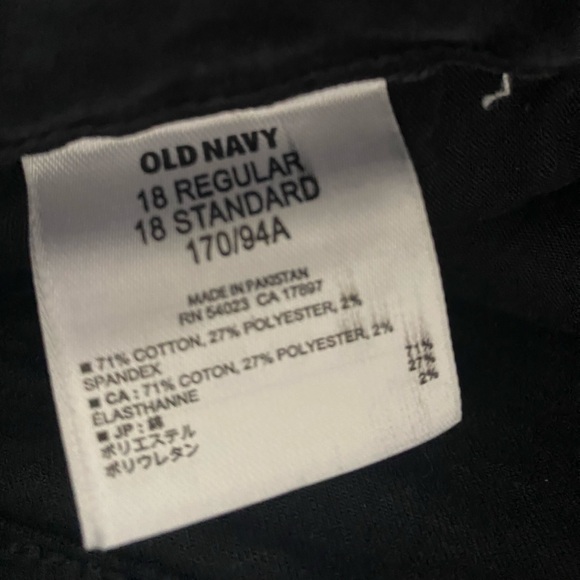 OLD NAVY
18 REGULAR
18 STANDARD
170/94A
MADE IN PAKISTAN
RN 54023 CA 17897
■ 71% COTTON, 27% POLYESTER, 2%
SPANDEX
■ CA : 71% COTON, 27% POLYESTER, 2%
ÉLASTHANNE
■ JP : 綿 71%
ポリエステル 27%
ポリウレタン 2%